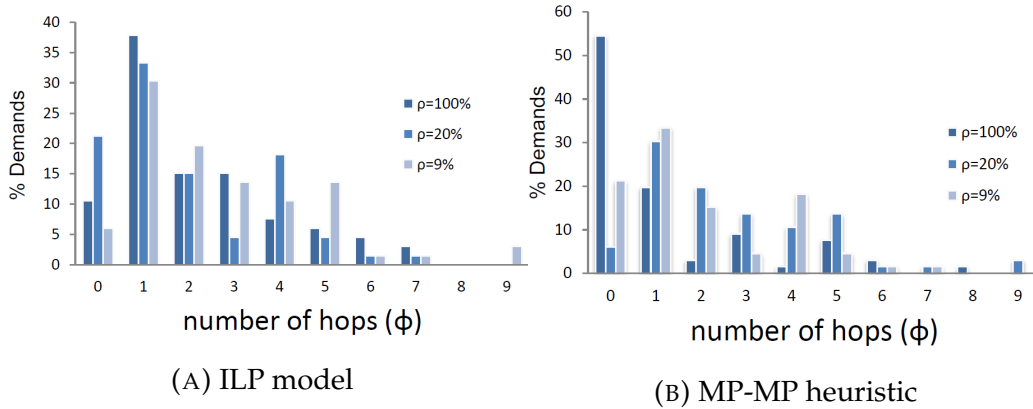 % Demands
40
35
30
25
20
15
10
5
0
ρ=100%
ρ=20%
ρ=9%
0 1 2 3 4 5 6 7 8 9
number of hops (ϕ)
(A) ILP model
% Demands
60
50
40
30
20
10
0
ρ=100%
ρ=20%
ρ=9%
0 1 2 3 4 5 6 7 8 9
number of hops (ϕ)
(B) MP-MP heuristic